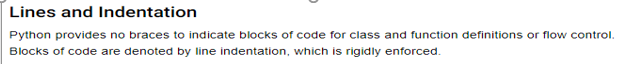 Lines and Indentation
Python provides no braces to indicate blocks of code for class and function definitions or flow control.
Blocks of code are denoted by line indentation, which is rigidly enforced.